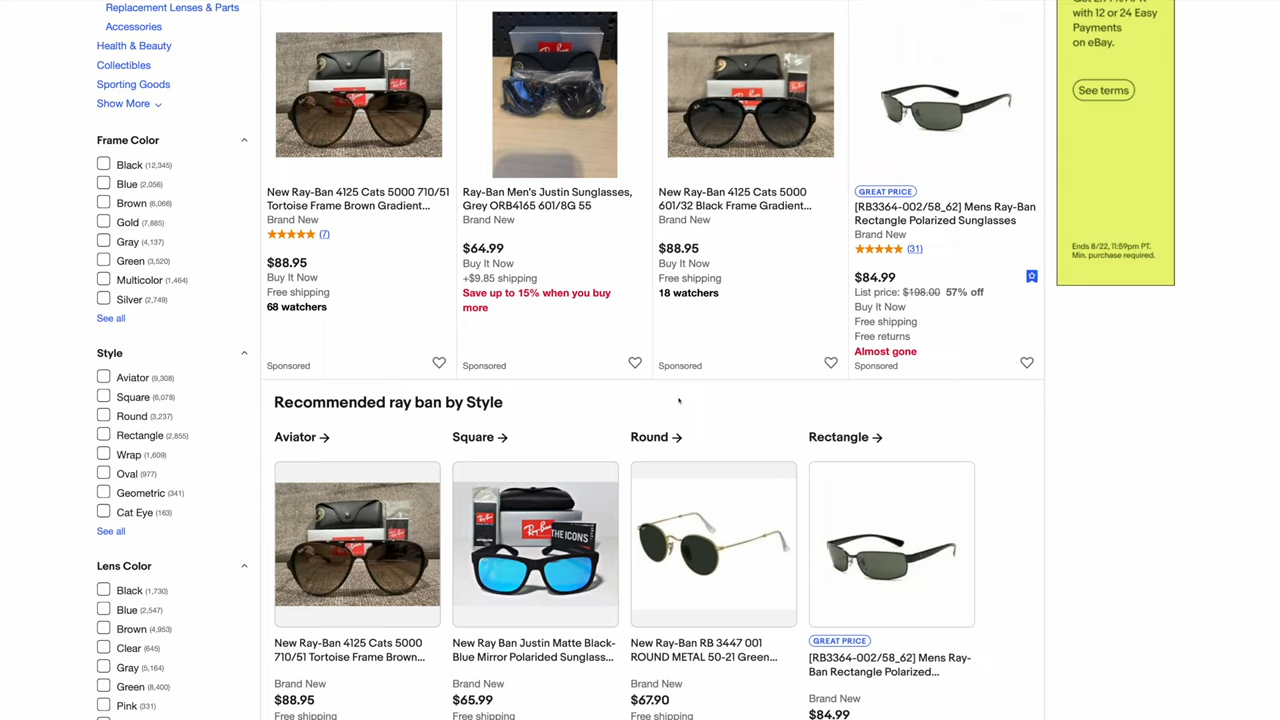 Replacement Lenses & Parts
Accessories
Health & Beauty
Collectibles
Sporting Goods
Show More
Frame Color
Black (12,345)
Blue (2,056)
Brown (6,066)
Gold (7,885)
Gray (4,137)
Green (3,520)
Multicolor (1,464)
Silver (2,749)
See all
Style
Aviator (9,308)
Square (6,078)
Round (3,237)
Rectangle (2,855)
Wrap (1,609)
Oval (977)
Geometric (341)
Cat Eye (163)
See all
Lens Color
Black (1,730)
Blue (2,547)
Brown (4,953)
Clear (645)
Gray (5,164)
Green (8,400)
Pink (331)
New Ray-Ban 4125 Cats 5000 710/51
Tortoise Frame Brown Gradient...
Brand New
(7)
$88.95
Buy It Now
Free shipping
68 watchers
Sponsored
Ray-Ban Men's Justin Sunglasses,
Grey ORB4165 601/8G 55
Brand New
$64.99
Buy It Now
+$9.85 shipping
Save up to 15% when you buy
more
Sponsored
New Ray-Ban 4125 Cats 5000
601/32 Black Frame Gradient...
Brand New
$88.95
Buy It Now
Free shipping
18 watchers
Sponsored
GREAT PRICE
[RB3364-002/58_62] Mens Ray-Ban
Rectangle Polarized Sunglasses
Brand New
(31)
$84.99
List price: $198.00 57% off
Buy It Now
Free shipping
Free returns
Almost gone
Sponsored
Recommended ray ban by Style
Aviator →
Square →
Round →
Rectangle →
Ray-Ban
THE ICONS
New Ray-Ban 4125 Cats 5000
710/51 Tortoise Frame Brown...
Brand New
$88.95
Free shipping
New Ray Ban Justin Matte Black-
Blue Mirror Polarided Sunglass...
Brand New
$65.99
Free shipping
New Ray-Ban RB 3447 001
ROUND METAL 50-21 Green...
Brand New
$67.90
Free shipping
GREAT PRICE
[RB3364-002/58_62] Mens Ray-
Ban Rectangle Polarized...
Brand New
$84.99
with 12 or 24 Easy
Payments
on eBay.
See terms
Ends 8/22, 11:59pm PT.
Min. purchase required.